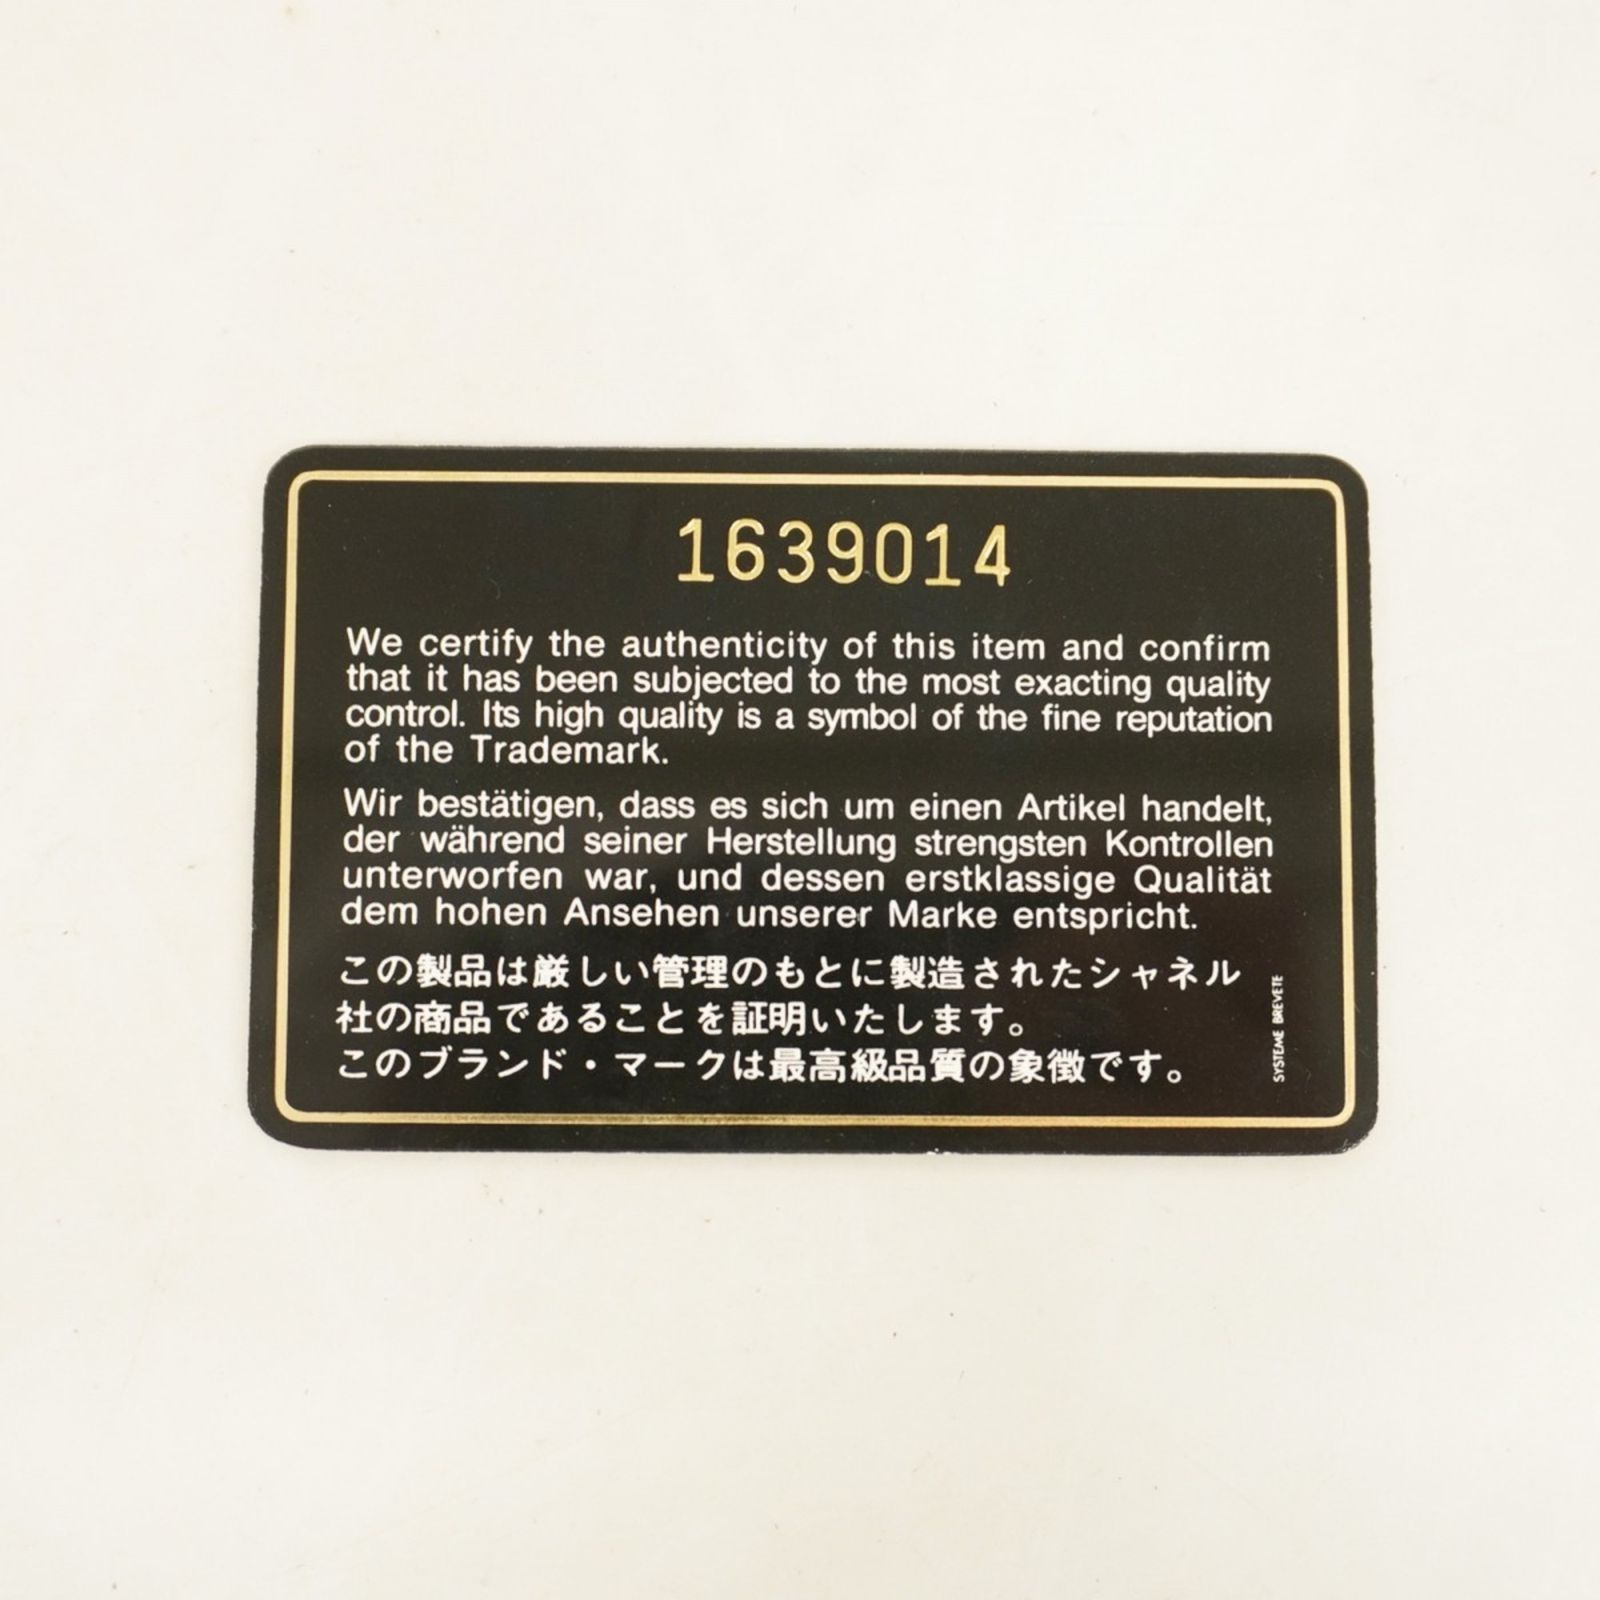 1639014
We certify the authenticity of this item and confirm
that it has been subjected to the most exacting quality
control. Its high quality is a symbol of the fine reputation
of the Trademark.
Wir bestätigen, dass es sich um einen Artikel handelt,
der während seiner Herstellung strengsten Kontrollen
unterworfen war, und dessen erstklassige Qualität
dem hohen Ansehen unserer Marke entspricht.
この製品は厳しい管理のもとに製造されたシャネル
社の商品であることを証明いたします。
このブランド・マークは最高級品質の象徴です。
SYSTEME BREVETE